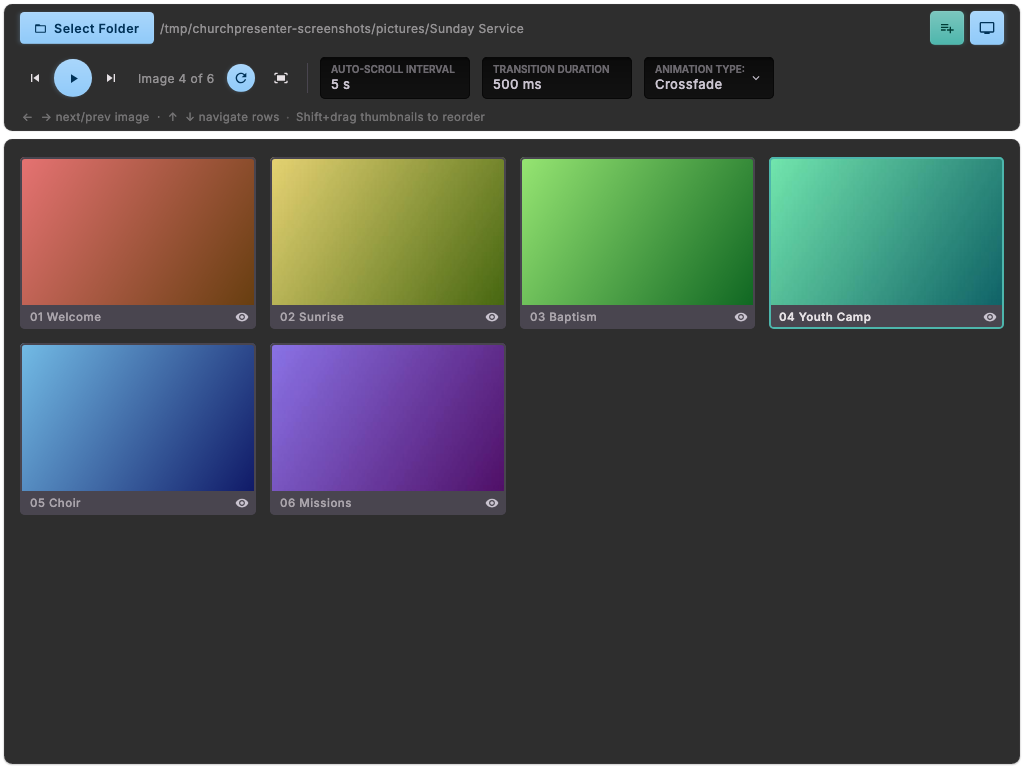 Select Folder /tmp/churchpresenter-screenshots/pictures/Sunday Service
Image 4 of 6
AUTO-SCROLL INTERVAL
5 s
TRANSITION DURATION
500 ms
ANIMATION TYPE:
Crossfade
← → next/prev image · ↑ ↓ navigate rows · Shift+drag thumbnails to reorder
01 Welcome
02 Sunrise
03 Baptism
04 Youth Camp
05 Choir
06 Missions